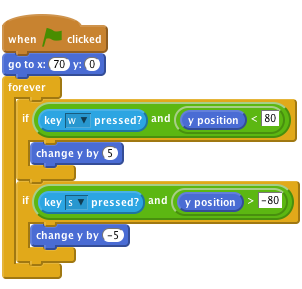 when clicked
go to x: 70 y: 0
forever
if key w pressed? and y position < 80
change y by 5
if key s pressed? and y position > -80
change y by -5